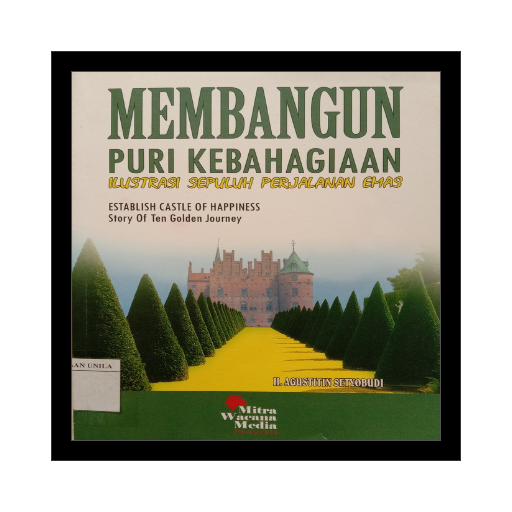 MEMBANGUN
PURI KEBAHAGIAAN
ILUSTRASI SEPULUH PERJALANAN EMAS
ESTABLISH CASTLE OF HAPPINESS
Story Of Ten Golden Journey
AN UNILA
H. AGUSTITIN SETYOBUDI
Mitra
Wacana
Media